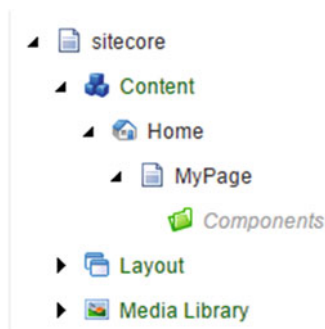 sitecore
Content
Home
MyPage
Components
Layout
Media Library